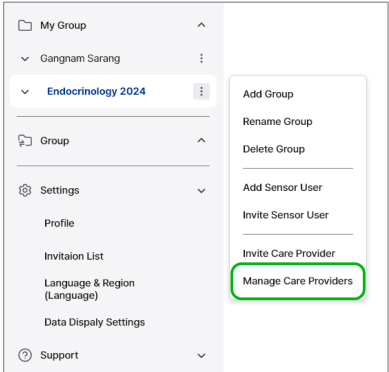 My Group
Gangnam Sarang
Endocrinology 2024
Group
Settings
Profile
Invitaion List
Language & Region
(Language)
Data Dispaly Settings
Support
Add Group
Rename Group
Delete Group
Add Sensor User
Invite Sensor User
Invite Care Provider
Manage Care Providers